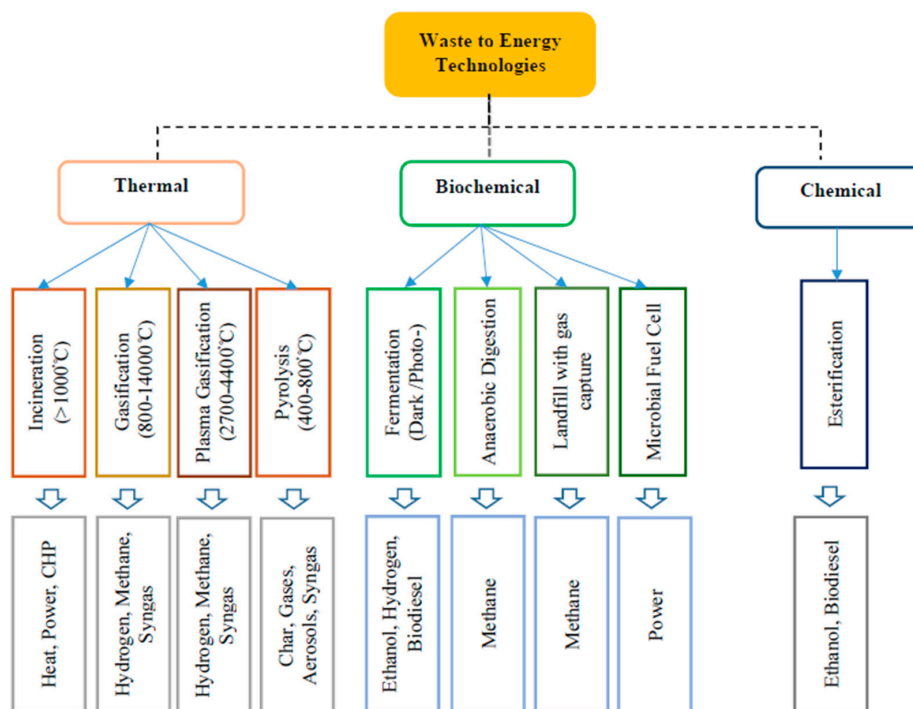 Waste to Energy
Technologies
Thermal
Biochemical
Chemical
Incineration
(> 1000℃)
Gasification
(800-14000℃)
Plasma Gasification
(2700-4400℃)
Pyrolysis
(400-800℃)
Fermentation
(Dark /Photo-)
Anaerobic Digestion
Landfill with gas
capture
Microbial Fuel Cell
Esterification
Heat, Power, CHP
Hydrogen, Methane,
Syngas
Hydrogen, Methane,
Syngas
Char, Gases,
Aerosols, Syngas
Ethanol, Hydrogen,
Biodiesel
Methane
Methane
Power
Ethanol, Biodiesel